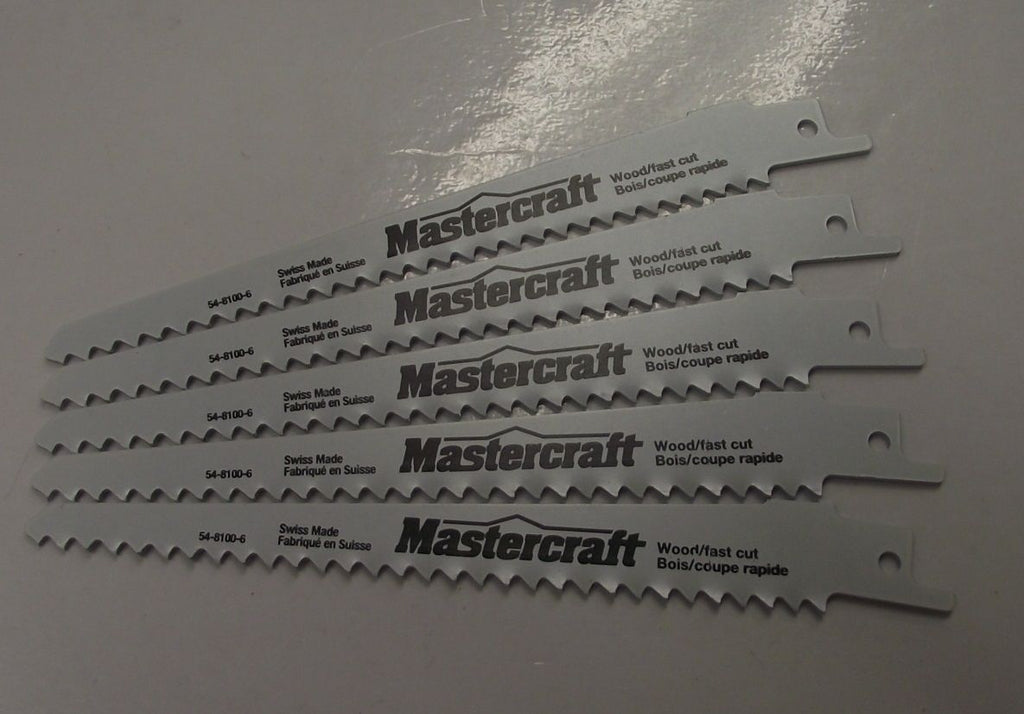 Mastercraft
Wood/fast cut
Bois/coupe rapide
Swiss Made
Fabriqué en Suisse
54-8100-6
Mastercraft
Wood/fast cut
Bois/coupe rapide
Swiss Made
Fabriqué en Suisse
54-8100-6
Mastercraft
Wood/fast cut
Bois/coupe rapide
Swiss Made
Fabriqué en Suisse
54-8100-6
Mastercraft
Wood/fast cut
Bois/coupe rapide
Swiss Made
Fabriqué en Suisse
54-8100-6
Mastercraft
Wood/fast cut
Bois/coupe rapide
Swiss Made
Fabriqué en Suisse
54-8100-6